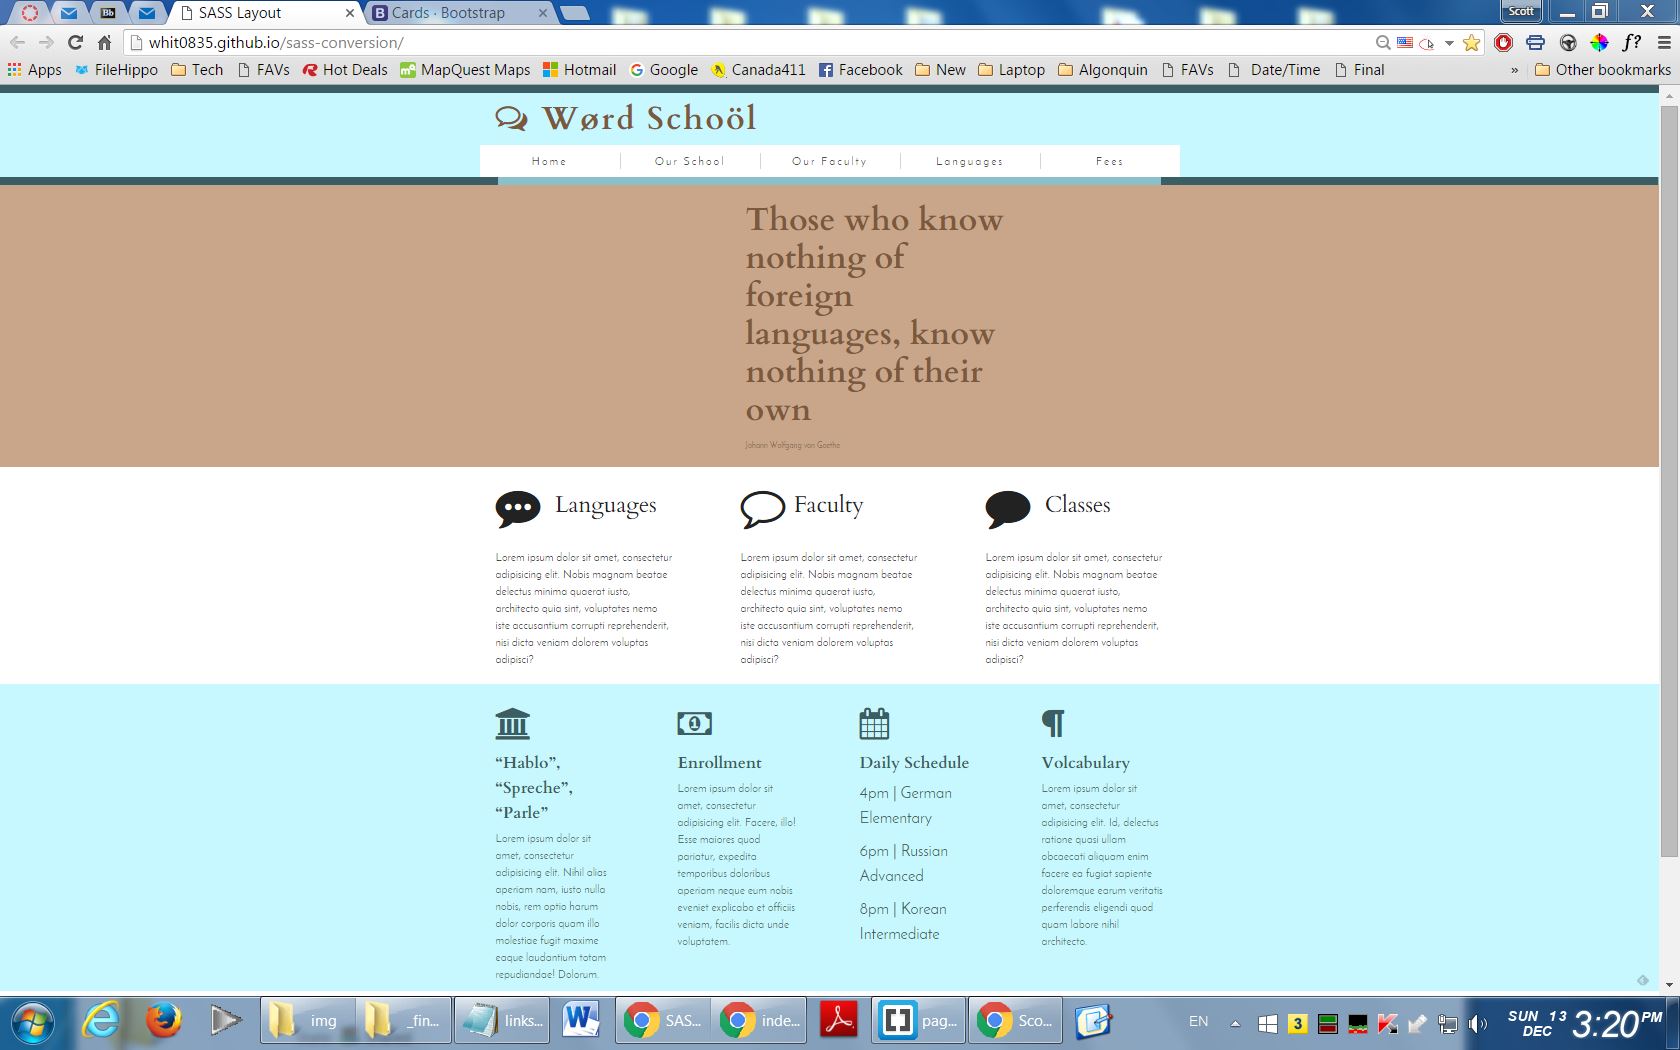 SASS Layout
Cards · Bootstrap
Scott
whit0835.github.io/sass-conversion/
f?
Apps
FileHippo
Tech
FAVs
Hot Deals
MapQuest Maps
Hotmail
Google
Canada411
Facebook
New
Laptop
Algonquin
FAVs
Date/Time
Final
»
Other bookmarks
Wørd Schoöl
Home
Our School
Our Faculty
Languages
Fees
Those who know
nothing of
foreign
languages, know
nothing of their
own
Johann Wolfgang von Goethe
Languages
Lorem ipsum dolor sit amet, consectetur
adipisicing elit. Nobis magnam beatae
delectus minima quaerat iusto,
architecto quia sint, voluptates nemo
iste accusantium corrupti reprehenderit,
nisi dicta veniam dolorem voluptas
adipisci?
Faculty
Lorem ipsum dolor sit amet, consectetur
adipisicing elit. Nobis magnam beatae
delectus minima quaerat iusto,
architecto quia sint, voluptates nemo
iste accusantium corrupti reprehenderit,
nisi dicta veniam dolorem voluptas
adipisci?
Classes
Lorem ipsum dolor sit amet, consectetur
adipisicing elit. Nobis magnam beatae
delectus minima quaerat iusto,
architecto quia sint, voluptates nemo
iste accusantium corrupti reprehenderit,
nisi dicta veniam dolorem voluptas
adipisci?
“Hablo”,
“Spreche”,
“Parle”
Lorem ipsum dolor sit
amet, consectetur
adipisicing elit. Nihil alias
aperiam nam, iusto nulla
nobis, rem optio harum
dolor corporis quam illo
molestiae fugit maxime
eaque laudantium totam
repudiandae! Dolorum.
Enrollment
Lorem ipsum dolor sit
amet, consectetur
adipisicing elit. Facere, illo!
Esse maiores quod
pariatur, expedita
temporibus doloribus
aperiam neque eum nobis
eveniet explicabo et officiis
veniam, facilis dicta unde
voluptatem.
Daily Schedule
4pm | German
Elementary
6pm | Russian
Advanced
8pm | Korean
Intermediate
Volcabulary
Lorem ipsum dolor sit
amet, consectetur
adipisicing elit. Id, delectus
ratione quasi ullam
obcaecati aliquam enim
facere ea fugiat sapiente
doloremque earum veritatis
perferendis eligendi quod
quam labore nihil
architecto.
img
_fin...
links...
SAS...
inde...
pag...
Sco...
EN
3
SUN 13
DEC
3:20 PM